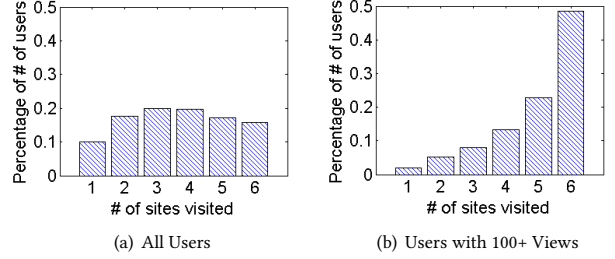 Percentage of # of users
0.5
0.4
0.3
0.2
0.1
0
1 2 3 4 5 6
# of sites visited
(a) All Users
Percentage of # of users
0.5
0.4
0.3
0.2
0.1
0
1 2 3 4 5 6
# of sites visited
(b) Users with 100+ Views